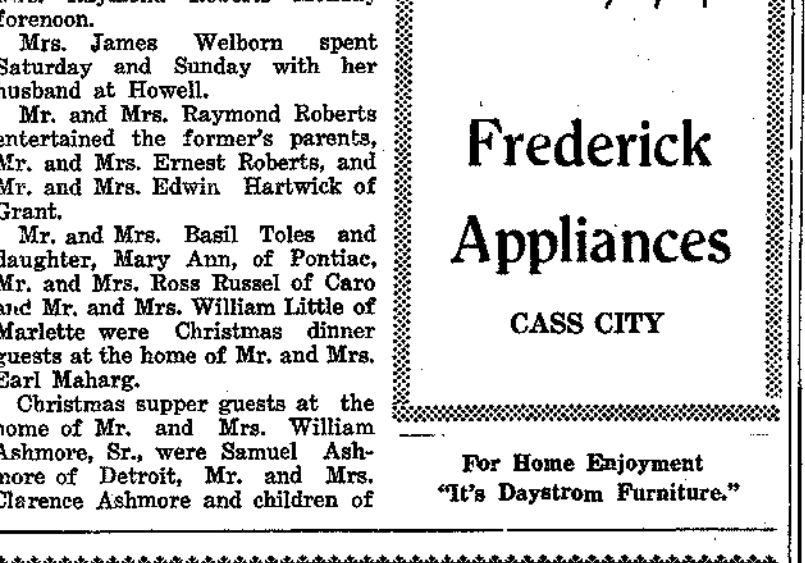 forenoon.
Mrs. James Welborn spent
Saturday and Sunday with her
husband at Howell.
Mr. and Mrs. Raymond Roberts
entertained the former's parents,
Mr. and Mrs. Ernest Roberts, and
Mr. and Mrs. Edwin Hartwick of
Grant.
Mr. and Mrs. Basil Toles and
daughter, Mary Ann, of Pontiac,
Mr. and Mrs. Ross Russel of Caro
and Mr. and Mrs. William Little of
Marlette were Christmas dinner
guests at the home of Mr. and Mrs.
Earl Maharg.
Christmas supper guests at the
home of Mr. and Mrs. William
Ashmore, Sr., were Samuel Ash-
more of Detroit, Mr. and Mrs.
Clarence Ashmore and children of
Frederick
Appliances
CASS CITY
For Home Enjoyment
"It's Daystrom Furniture."